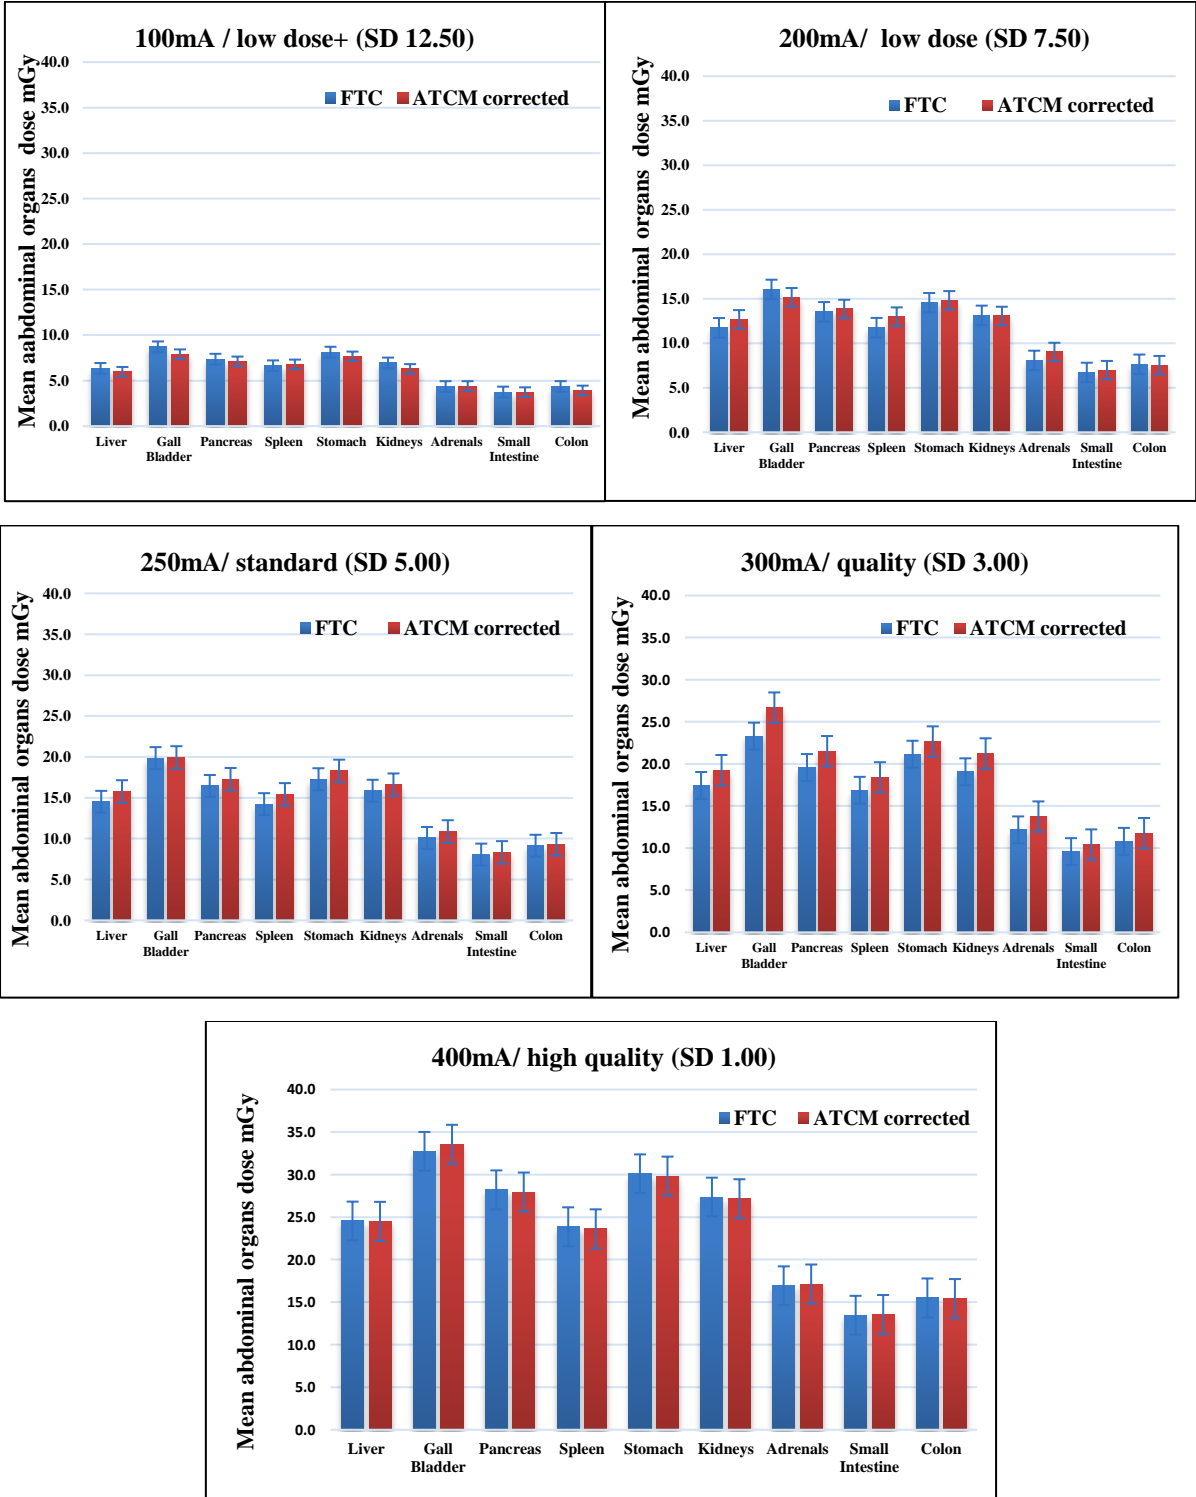 100mA / low dose+ (SD 12.50)
Mean aabdominal organs dose mGy
FTC ATCM corrected
40.0
35.0
30.0
25.0
20.0
15.0
10.0
5.0
0.0
Liver Gall Bladder Pancreas Spleen Stomach Kidneys Adrenals Small Intestine Colon
200mA/ low dose (SD 7.50)
Mean abdominal organs dose mGy
FTC ATCM corrected
40.0
35.0
30.0
25.0
20.0
15.0
10.0
5.0
0.0
Liver Gall Bladder Pancreas Spleen Stomach Kidneys Adrenals Small Intestine Colon
250mA/ standard (SD 5.00)
Mean abdominal organs dose mGy
FTC ATCM corrected
40.0
35.0
30.0
25.0
20.0
15.0
10.0
5.0
0.0
Liver Gall Bladder Pancreas Spleen Stomach Kidneys Adrenals Small Intestine Colon
300mA/ quality (SD 3.00)
Mean abdominal organs dose mGy
FTC ATCM corrected
40.0
35.0
30.0
25.0
20.0
15.0
10.0
5.0
0.0
Liver Gall Bladder Pancreas Spleen Stomach Kidneys Adrenals Small Intestine Colon
400mA/ high quality (SD 1.00)
Mean abdominal organs dose mGy
FTC ATCM corrected
40.0
35.0
30.0
25.0
20.0
15.0
10.0
5.0
0.0
Liver Gall Bladder Pancreas Spleen Stomach Kidneys Adrenals Small Intestine Colon